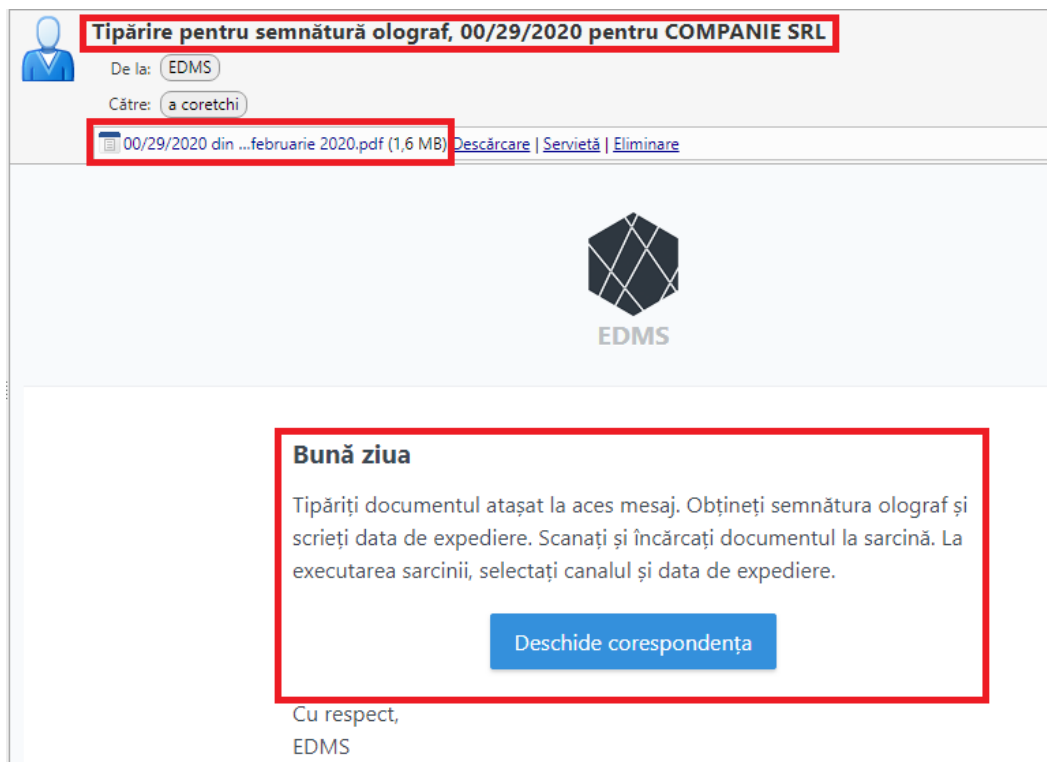 Tipărire pentru semnătură olograf, 00/29/2020 pentru COMPANIE SRL
De la: EDMS
Către: a coretchi
00/29/2020 din ...februarie 2020.pdf (1,6 MB) Descărcare | Servietă | Eliminare
EDMS
Bună ziua
Tipăriți documentul atașat la aces mesaj. Obțineți semnătura olograf și
scrieți data de expediere. Scanați și încărcați documentul la sarcină. La
executarea sarcinii, selectați canalul și data de expediere.
Deschide corespondența
Cu respect,
EDMS